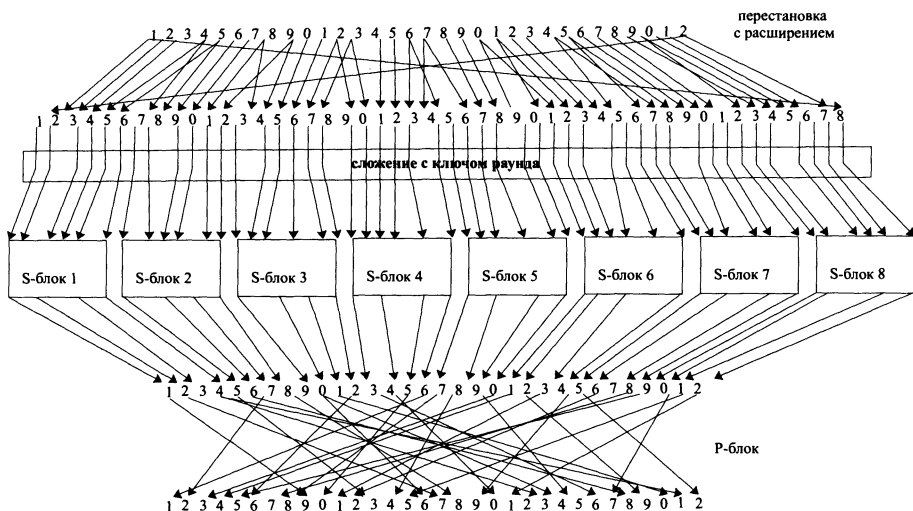 перестановка
с расширением
1 2 3 4 5 6 7 8 9 0 1 2 3 4 5 6 7 8 9 0 1 2 3 4 5 6 7 8 9 0 1 2
1 2 3 4 5 6 7 8 9 0 1 2 3 4 5 6 7 8 9 0 1 2 3 4 5 6 7 8 9 0 1 2 3 4 5 6 7 8 9 0 1 2 3 4 5 6 7 8
сложение с ключом раунда
S-блок 1 S-блок 2 S-блок 3 S-блок 4 S-блок 5 S-блок 6 S-блок 7 S-блок 8
1 2 3 4 5 6 7 8 9 0 1 2 3 4 5 6 7 8 9 0 1 2 3 4 5 6 7 8 9 0 1 2
P-блок
1 2 3 4 5 6 7 8 9 0 1 2 3 4 5 6 7 8 9 0 1 2 3 4 5 6 7 8 9 0 1 2